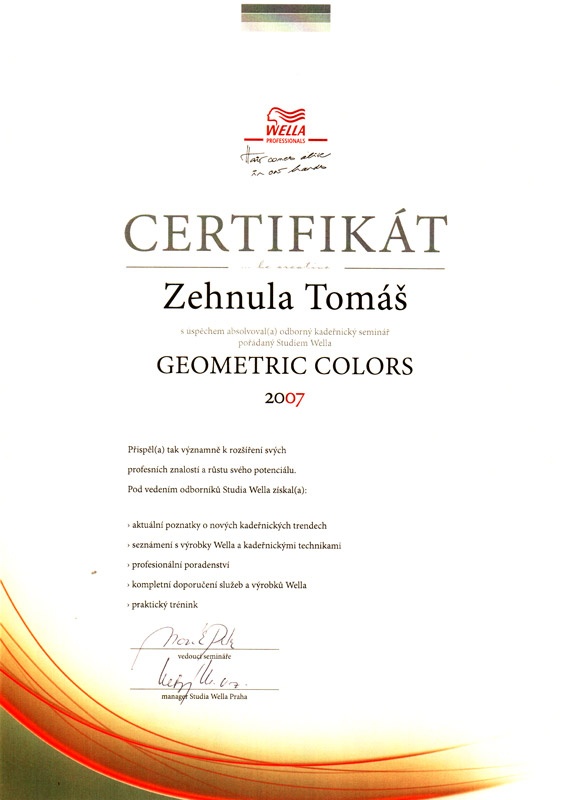 WELLA
PROFESSIONALS
Hair comes alive
in our hands
CERTIFIKÁT
... be creative
Zehnula Tomáš
s úspěchem absolvoval(a) odborný kadeřnický seminář
pořádaný Studiem Wella
GEOMETRIC COLORS
2007
Přispěl(a) tak významně k rozšíření svých
profesních znalostí a růstu svého potenciálu.
Pod vedením odborníků Studia Wella získal(a):
› aktuální poznatky o nových kadeřnických trendech
› seznámení s výrobky Wella a kadeřnickými technikami
› profesionální poradenství
› kompletní doporučení služeb a výrobků Wella
› praktický trénink
vedoucí semináře
manager Studia Wella Praha